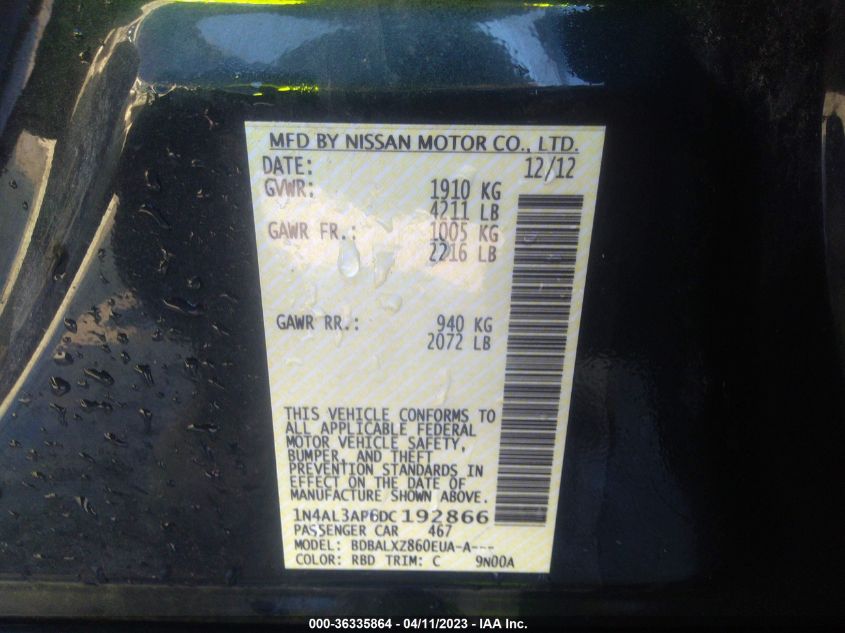 MFD BY NISSAN MOTOR CO., LTD.
DATE: 12/12
GVWR: 1910 KG
4211 LB
GAWR FR.: 1005 KG
2216 LB
GAWR RR.: 940 KG
2072 LB
THIS VEHICLE CONFORMS TO
ALL APPLICABLE FEDERAL
MOTOR VEHICLE SAFETY,
BUMPER, AND THEFT
PREVENTION STANDARDS IN
EFFECT ON THE DATE OF
MANUFACTURE SHOWN ABOVE.
1N4AL3AP6DC192866
PASSENGER CAR 467
MODEL: BDBALXZ860EUA-A---
COLOR: RBD TRIM: C 9N00A
000-36335864 - 04/11/2023 - IAA Inc.